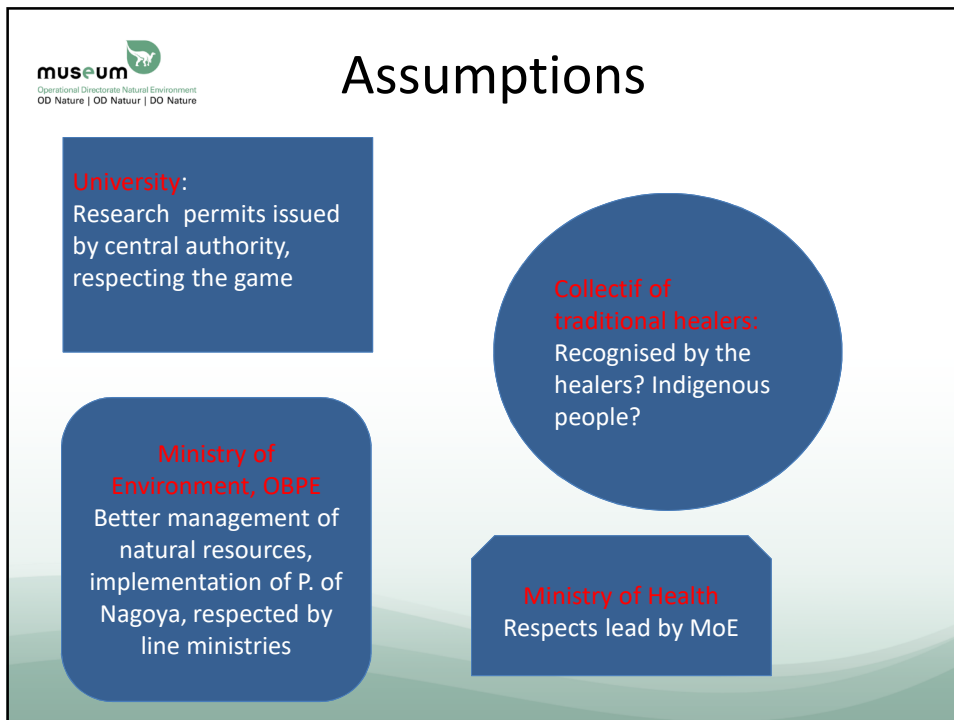 museum
Operational Directorate Natural Environment
OD Nature | OD Natuur | DO Nature
Assumptions
University:
Research permits issued
by central authority,
respecting the game
Collectif of
traditional healers:
Recognised by the
healers? Indigenous
people?
Ministry of
Environment, OBPE
Better management of
natural resources,
implementation of P. of
Nagoya, respected by
line ministries
Ministry of Health
Respects lead by MoE